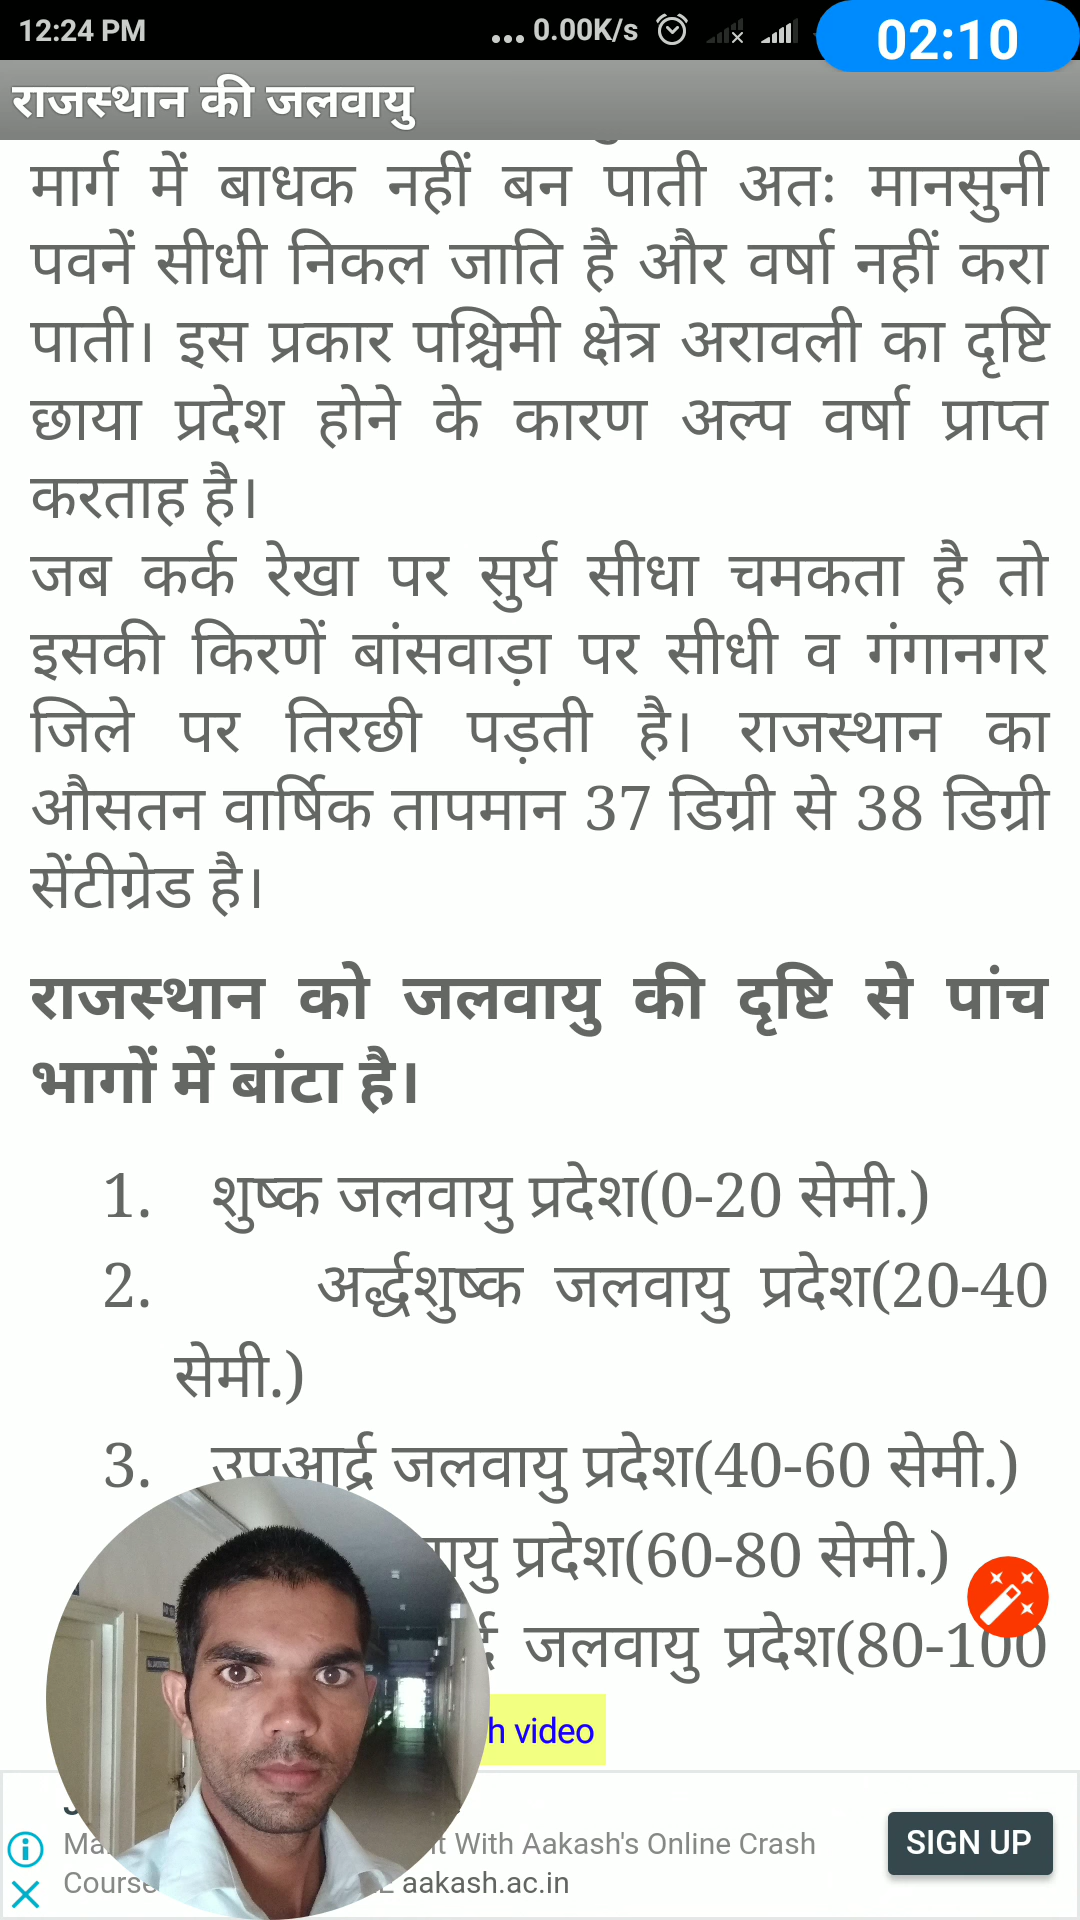 12:24 PM
... 0.00K/s
02:10
राजस्थान की जलवायु
मार्ग में बाधक नहीं बन पाती अतः मानसुनी
पवनें सीधी निकल जाति है और वर्षा नहीं करा
पाती। इस प्रकार पश्चिमी क्षेत्र अरावली का दृष्टि
छाया प्रदेश होने के कारण अल्प वर्षा प्राप्त
करताह है।
जब कर्क रेखा पर सुर्य सीधा चमकता है तो
इसकी किरणें बांसवाड़ा पर सीधी व गंगानगर
जिले पर तिरछी पड़ती है। राजस्थान का
औसतन वार्षिक तापमान 37 डिग्री से 38 डिग्री
सेंटीग्रेड है।
राजस्थान को जलवायु की दृष्टि से पांच
भागों में बांटा है।
1. शुष्क जलवायु प्रदेश(0-20 सेमी.)
2. अर्द्धशुष्क जलवायु प्रदेश(20-40
सेमी.)
3. उपआर्द्र जलवायु प्रदेश(40-60 सेमी.)
प्रदेश(60-80 सेमी.)
जलवायु प्रदेश(80-100
video
With Aakash's Online Crash
Course aakash.ac.in
SIGN UP